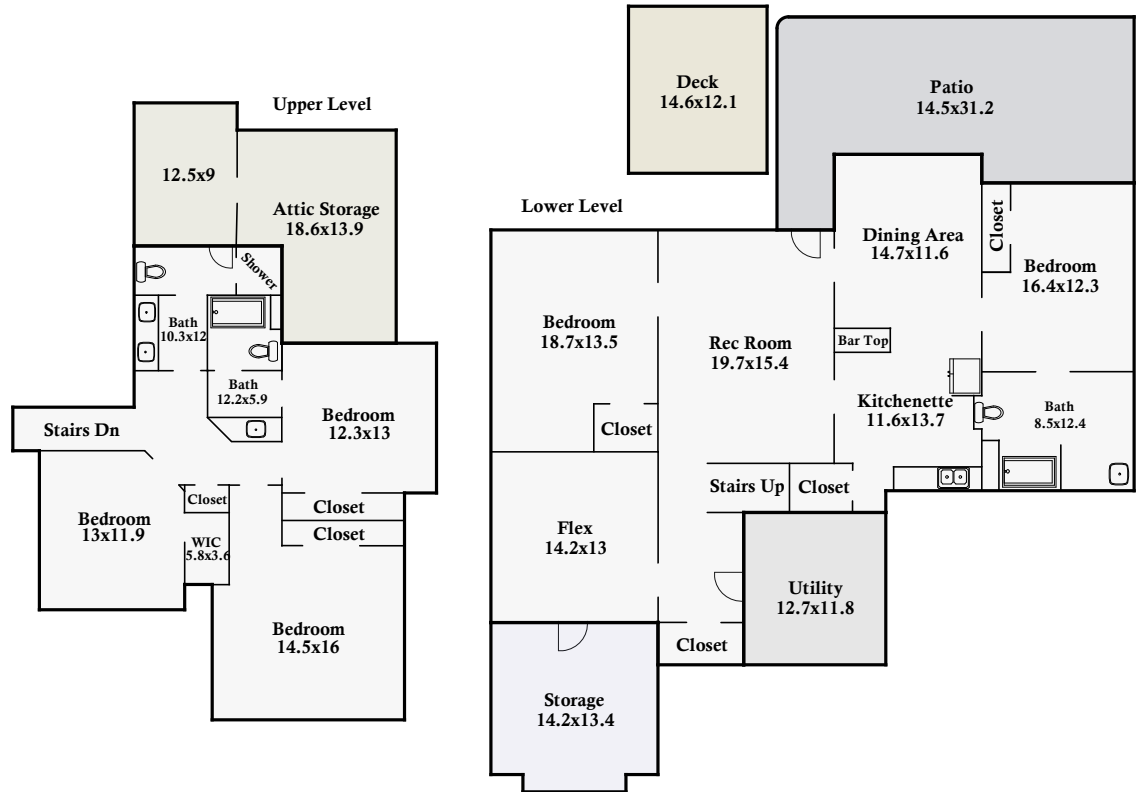 Upper Level
12.5x9
Attic Storage
18.6x13.9
Shower
Bath
10.3x12
Bath
12.2x5.9
Stairs Dn
Bedroom
12.3x13
Closet
Closet
Closet
Bedroom
13x11.9
WIC
5.8x3.6
Bedroom
14.5x16
Deck
14.6x12.1
Patio
14.5x31.2
Lower Level
Dining Area
14.7x11.6
Closet
Bedroom
16.4x12.3
Bedroom
18.7x13.5
Rec Room
19.7x15.4
Bar Top
Kitchenette
11.6x13.7
Bath
8.5x12.4
Closet
Stairs Up
Closet
Flex
14.2x13
Utility
12.7x11.8
Closet
Storage
14.2x13.4